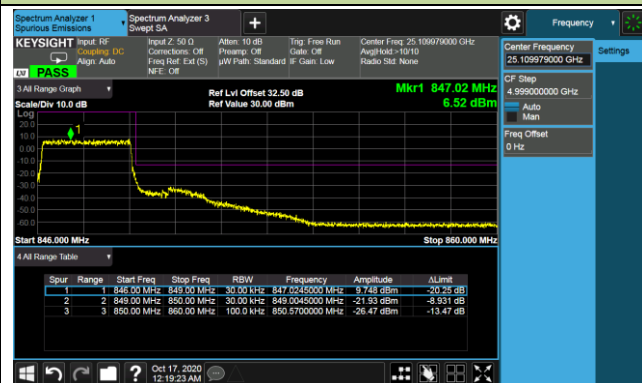 Spectrum Analyzer 1
Spurious Emissions
Spectrum Analyzer 3
Swept SA
Frequency
KEYSIGHT
Input: RF
Coupling: DC
Align: Auto
Input Z: 50 Ω
Corrections: Off
Freq Ref: Ext (S)
NFE: Off
Atten: 10 dB
Preamp: Off
µW Path: Standard
Trig: Free Run
Gate: Off
IF Gain: Low
Center Freq: 25.109979000 GHz
Avg|Hold:>10/10
Radio Std: None
LXI PASS
Center Frequency
25.109979000 GHz
Settings
CF Step
4.999000000 GHz
Auto
Man
Freq Offset
0 Hz
3 All Range Graph
Scale/Div 10.0 dB
Ref Lvl Offset 32.50 dB
Ref Value 30.00 dBm
Mkr1 847.02 MHz
6.52 dBm
Log
20.0
10.0
0.00
-10.0
-20.0
-30.0
-40.0
-50.0
-60.0
1
Start 846.000 MHz
Stop 860.000 MHz
4 All Range Table
Spur Range Start Freq Stop Freq RBW Frequency Amplitude ΔLimit
1 1 846.00 MHz 849.00 MHz 30.00 kHz 847.0245000 MHz 9.748 dBm -20.25 dB
2 2 849.00 MHz 850.00 MHz 30.00 kHz 849.0045000 MHz -21.93 dBm -8.931 dB
3 3 850.00 MHz 860.00 MHz 100.0 kHz 850.5700000 MHz -26.47 dBm -13.47 dB
Oct 17, 2020
12:19:23 AM